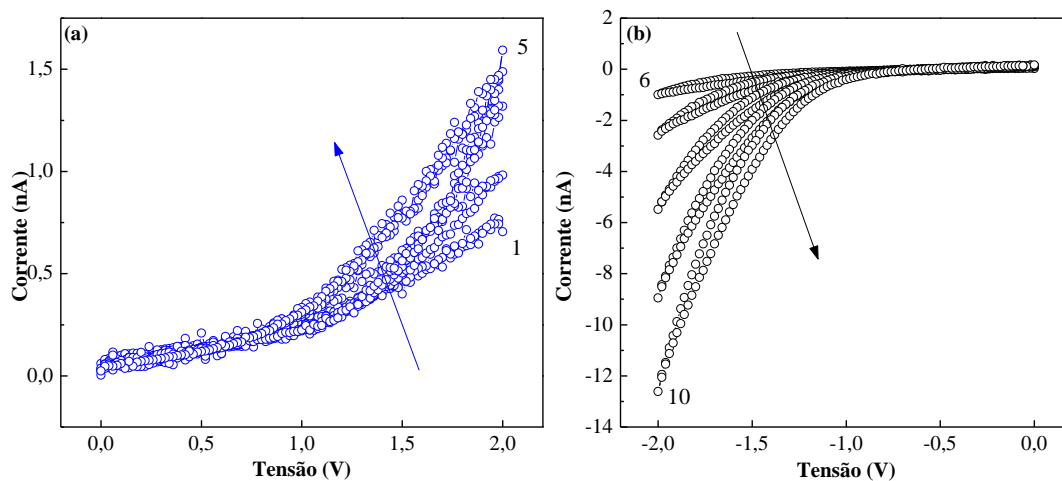 (a)
5
1
1,5
1,0
0,5
0,0
Corrente (nA)
0,0 0,5 1,0 1,5 2,0
Tensão (V)
(b)
6
10
2
0
-2
-4
-6
-8
-10
-12
-14
Corrente (nA)
-2,0 -1,5 -1,0 -0,5 0,0
Tensão (V)